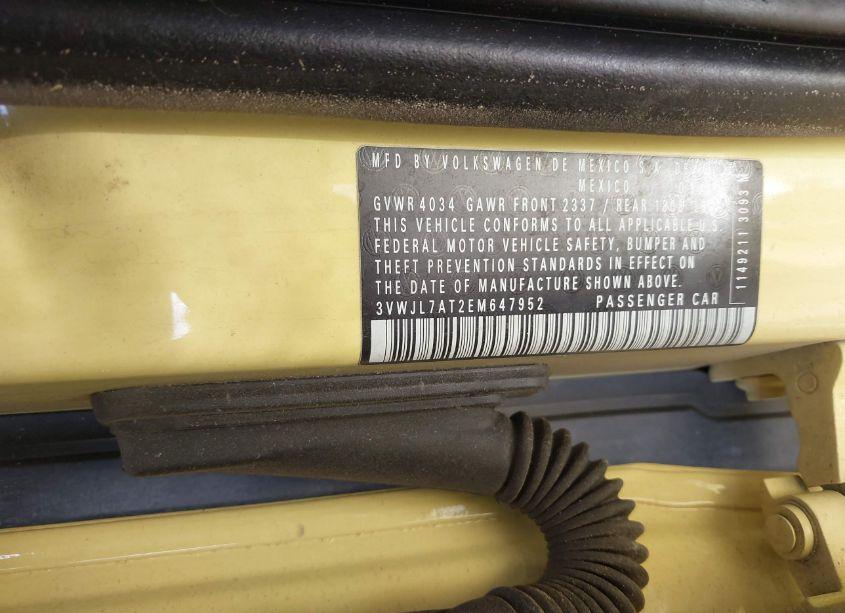 MFD BY VOLKSWAGEN DE MEXICO S.A. DE
MEXICO
GVWR 4034 GAWR FRONT 2337 / REAR
THIS VEHICLE CONFORMS TO ALL APPLICABLE U.S.
FEDERAL MOTOR VEHICLE SAFETY, BUMPER AND
THEFT PREVENTION STANDARDS IN EFFECT ON
THE DATE OF MANUFACTURE SHOWN ABOVE.
3VWJL7AT2EM647952 PASSENGER CAR
1149211 3093 M